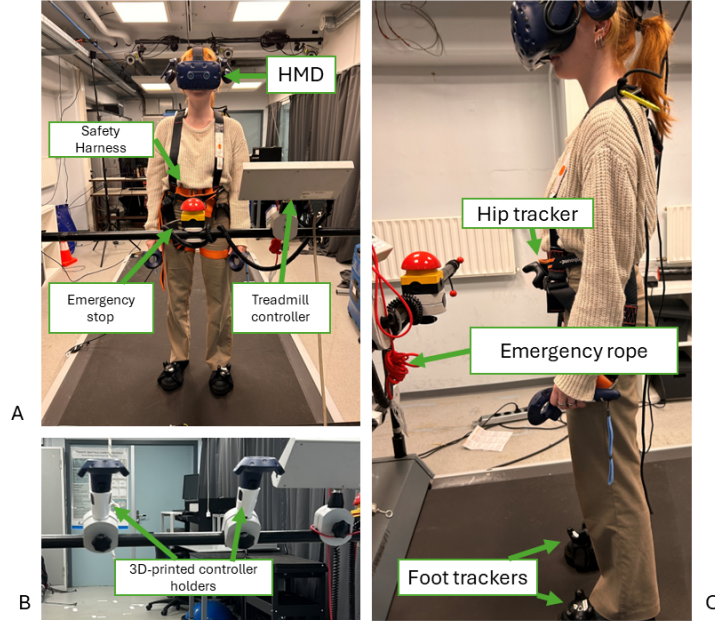 HMD
Safety
Harness
Emergency
stop
Treadmill
controller
A
3D-printed controller
holders
B
Hip tracker
Emergency rope
Foot trackers
C